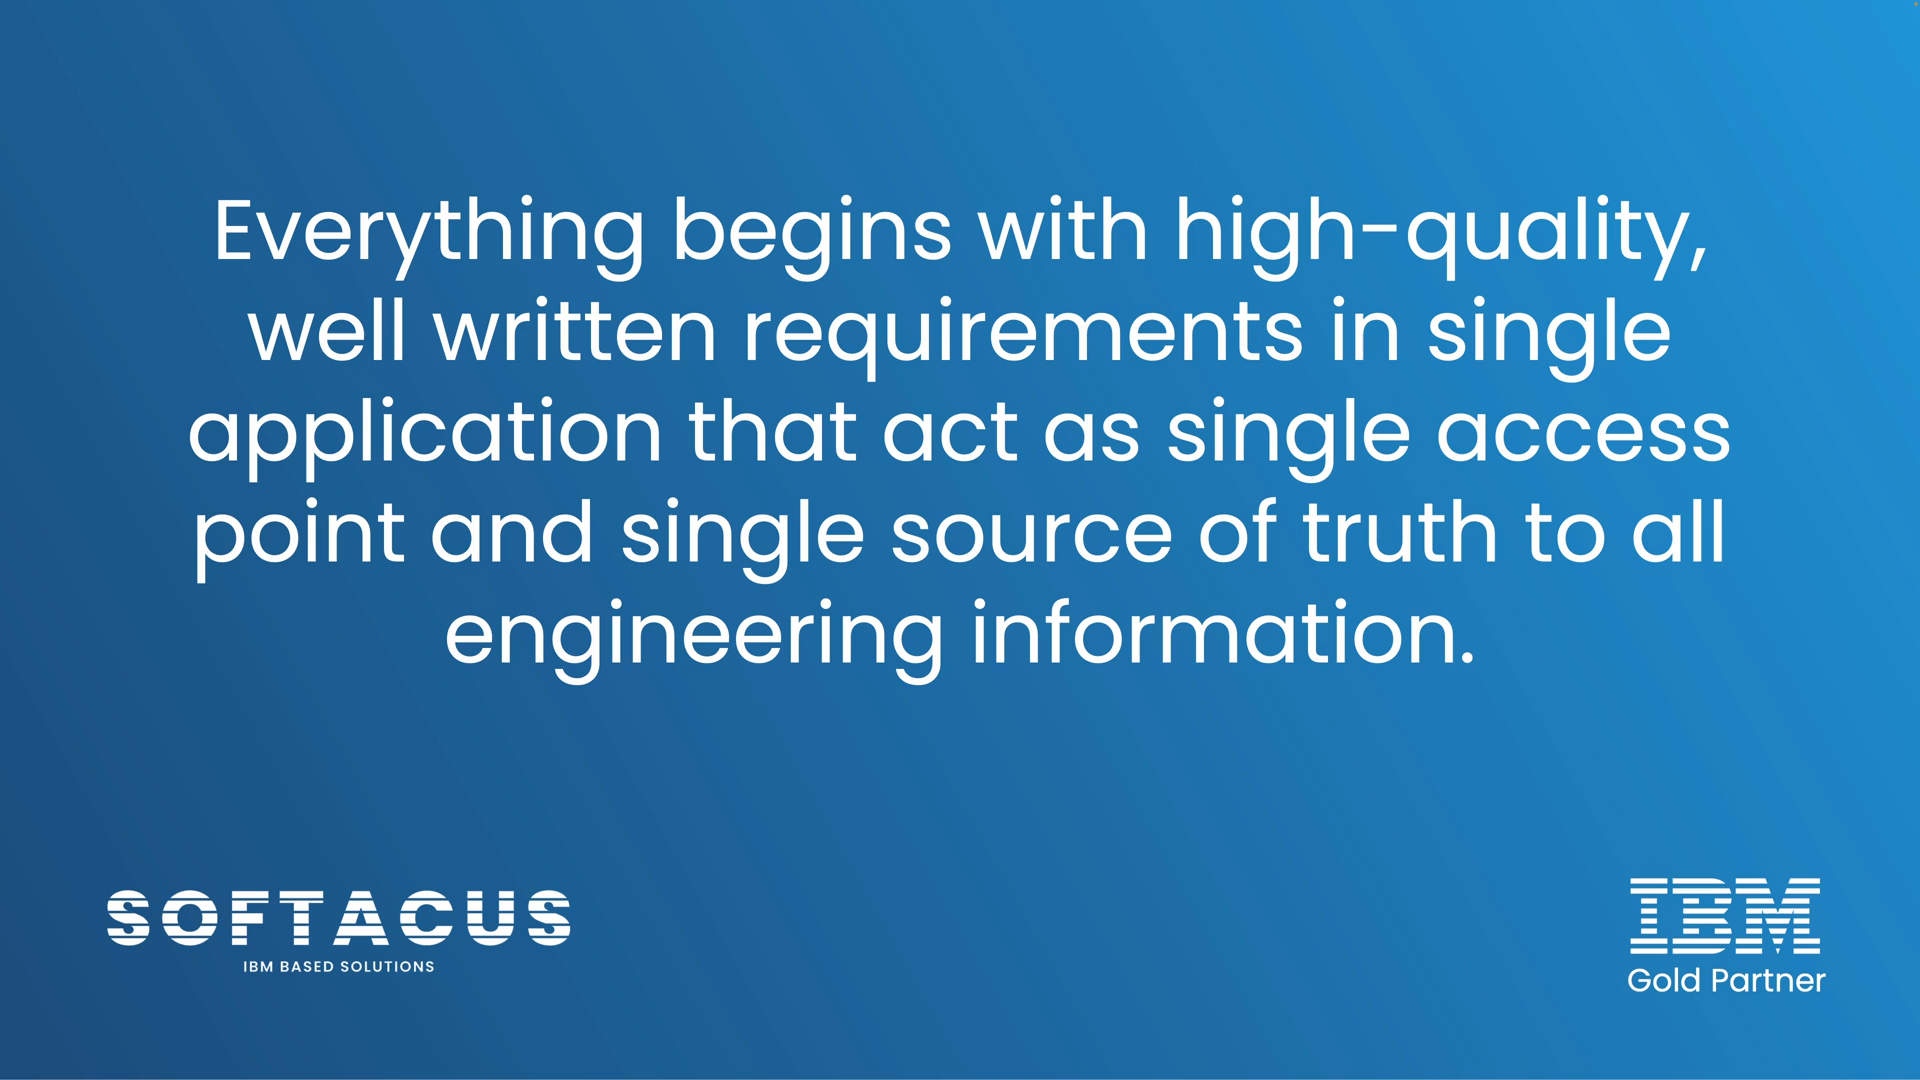 Everything begins with high-quality,
well written requirements in single
application that act as single access
point and single source of truth to all
engineering information.
SOFTACUS
IBM BASED SOLUTIONS
IBM
Gold Partner